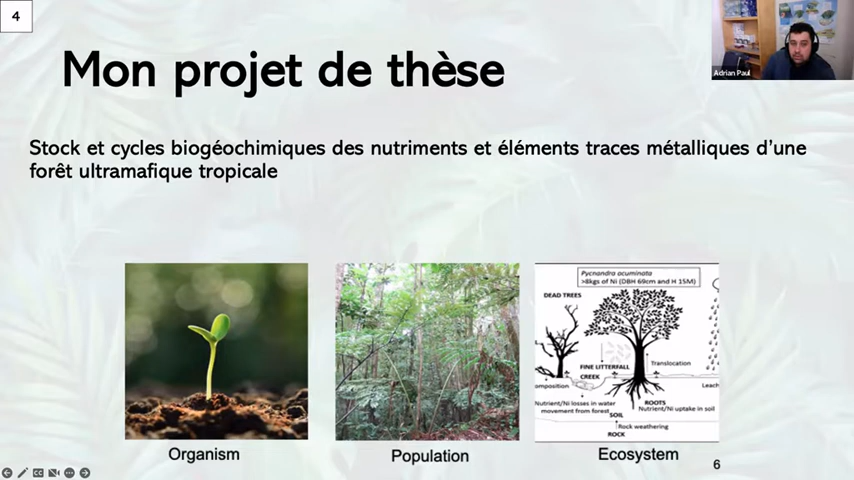 4
Mon projet de thèse
Adrian Paul
Stock et cycles biogéochimiques des nutriments et éléments traces métalliques d'une
forêt ultramafique tropicale
Pycnandra acuminata
>8kgs of Ni (DBH 69cm and H 15M)
DEAD TREES
FINE LITTERFALL
Translocation
CREEK
omposition
Leach
Nutrient/Ni losses in water
movement from forest
ROOTS
Nutrient/Ni uptake in soil
SOIL
Rock weathering
ROCK
Organism
Population
Ecosystem
6
CC